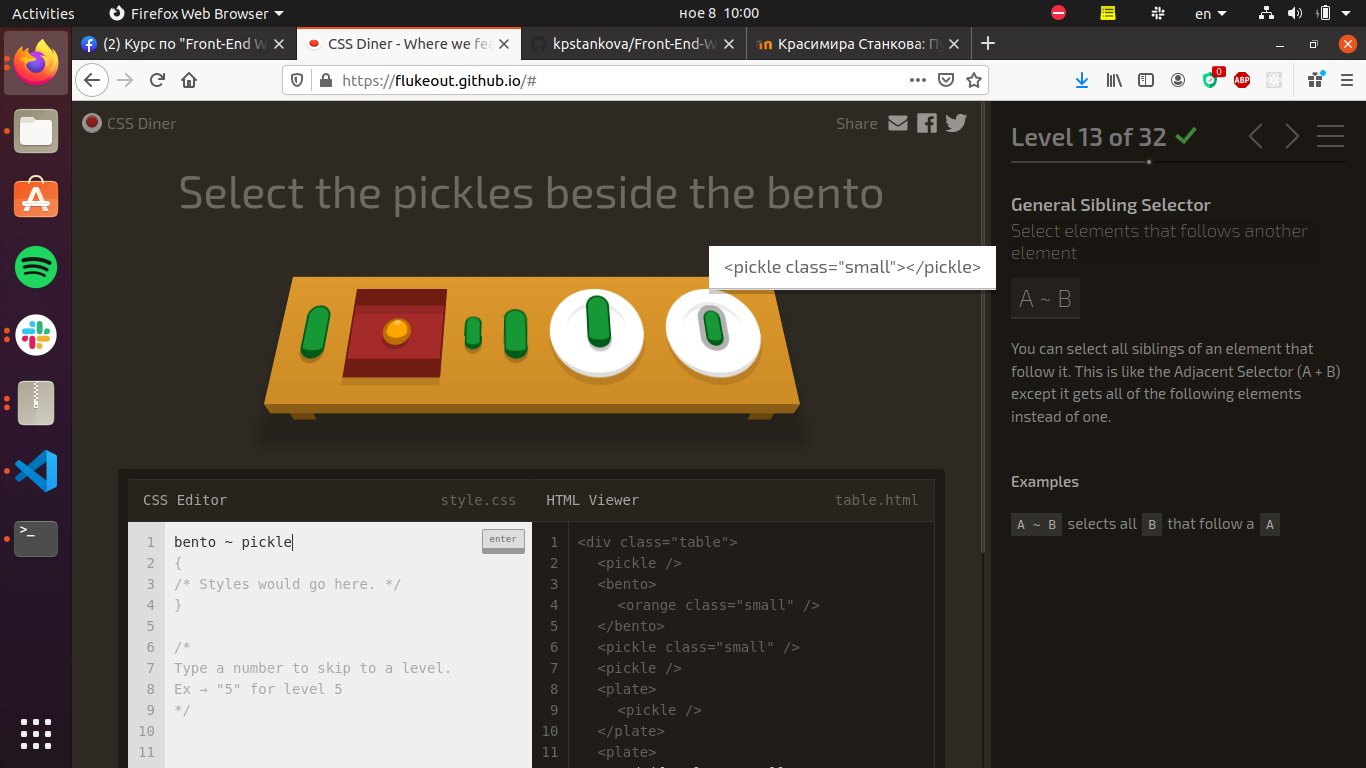 Activities
Firefox Web Browser
ное 8 10:00
en
(2) Курс по "Front-End W
CSS Diner - Where we fea
kpstankova/Front-End-W
Красимира Станкова: П
https://flukeout.github.io/#
0
ABP
CSS Diner
Share
Select the pickles beside the bento
<pickle class="small"></pickle>
CSS Editor
style.css
HTML Viewer
table.html
1 bento ~ pickle
enter
2 {
3 /* Styles would go here. */
4 }
5
6 /*
7 Type a number to skip to a level.
8 Ex → "5" for level 5
9 */
10
11
1 <div class="table">
2 <pickle />
3 <bento>
4 <orange class="small" />
5 </bento>
6 <pickle class="small" />
7 <pickle />
8 <plate>
9 <pickle />
10 </plate>
11 <plate>
Level 13 of 32
General Sibling Selector
Select elements that follows another
element
A ~ B
You can select all siblings of an element that
follow it. This is like the Adjacent Selector (A + B)
except it gets all of the following elements
instead of one.
Examples
A ~ B selects all B that follow a A